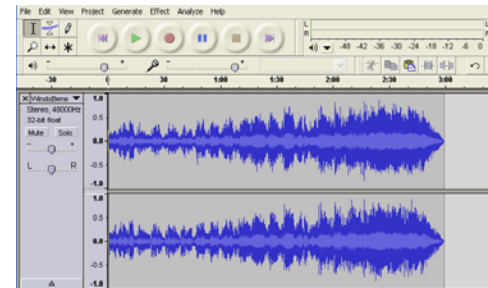 File Edit View Project Generate Effect Analyze Help
L
R
-48 -42 -36 -30 -24 -18 -12 -6 0
L
R
-30 0 30 1:00 1:30 2:00 2:30 3:00
X WindsBene
Stereo, 48000Hz
32-bit float
Mute Solo
- +
L R
1.0
0.5
0.0
-0.5
-1.0
1.0
0.5
0.0
-0.5
-1.0